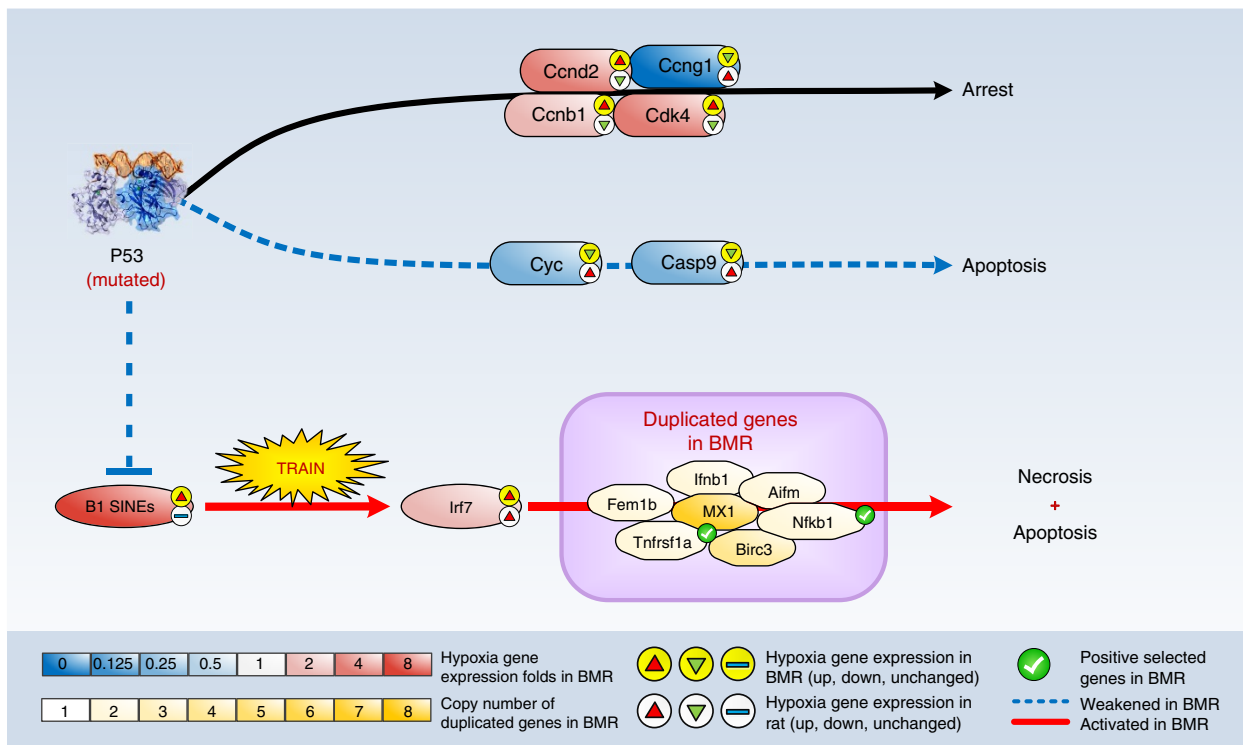 Ccnd2
Ccng1
Ccnb1
Cdk4
Arrest
P53
(mutated)
Cyc
Casp9
Apoptosis
Duplicated genes
in BMR
B1 SINEs
TRAIN
Irf7
Ifnb1
Aifm
Fem1b
MX1
Nfkb1
Tnfrsf1a
Birc3
Necrosis
+
Apoptosis
0 0.125 0.25 0.5 1 2 4 8
Hypoxia gene
expression folds in BMR
1 2 3 4 5 6 7 8
Copy number of
duplicated genes in BMR
Hypoxia gene expression in
BMR (up, down, unchanged)
Hypoxia gene expression in
rat (up, down, unchanged)
Positive selected
genes in BMR
Weakened in BMR
Activated in BMR